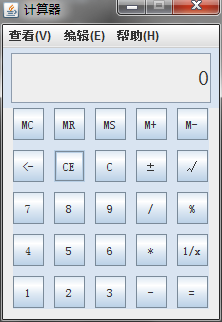 计算器
查看(V) 编辑(E) 帮助(H)
0
MC MR MS M+ M-
<- CE C ± √
7 8 9 / %
4 5 6 * 1/x
1 2 3 - =